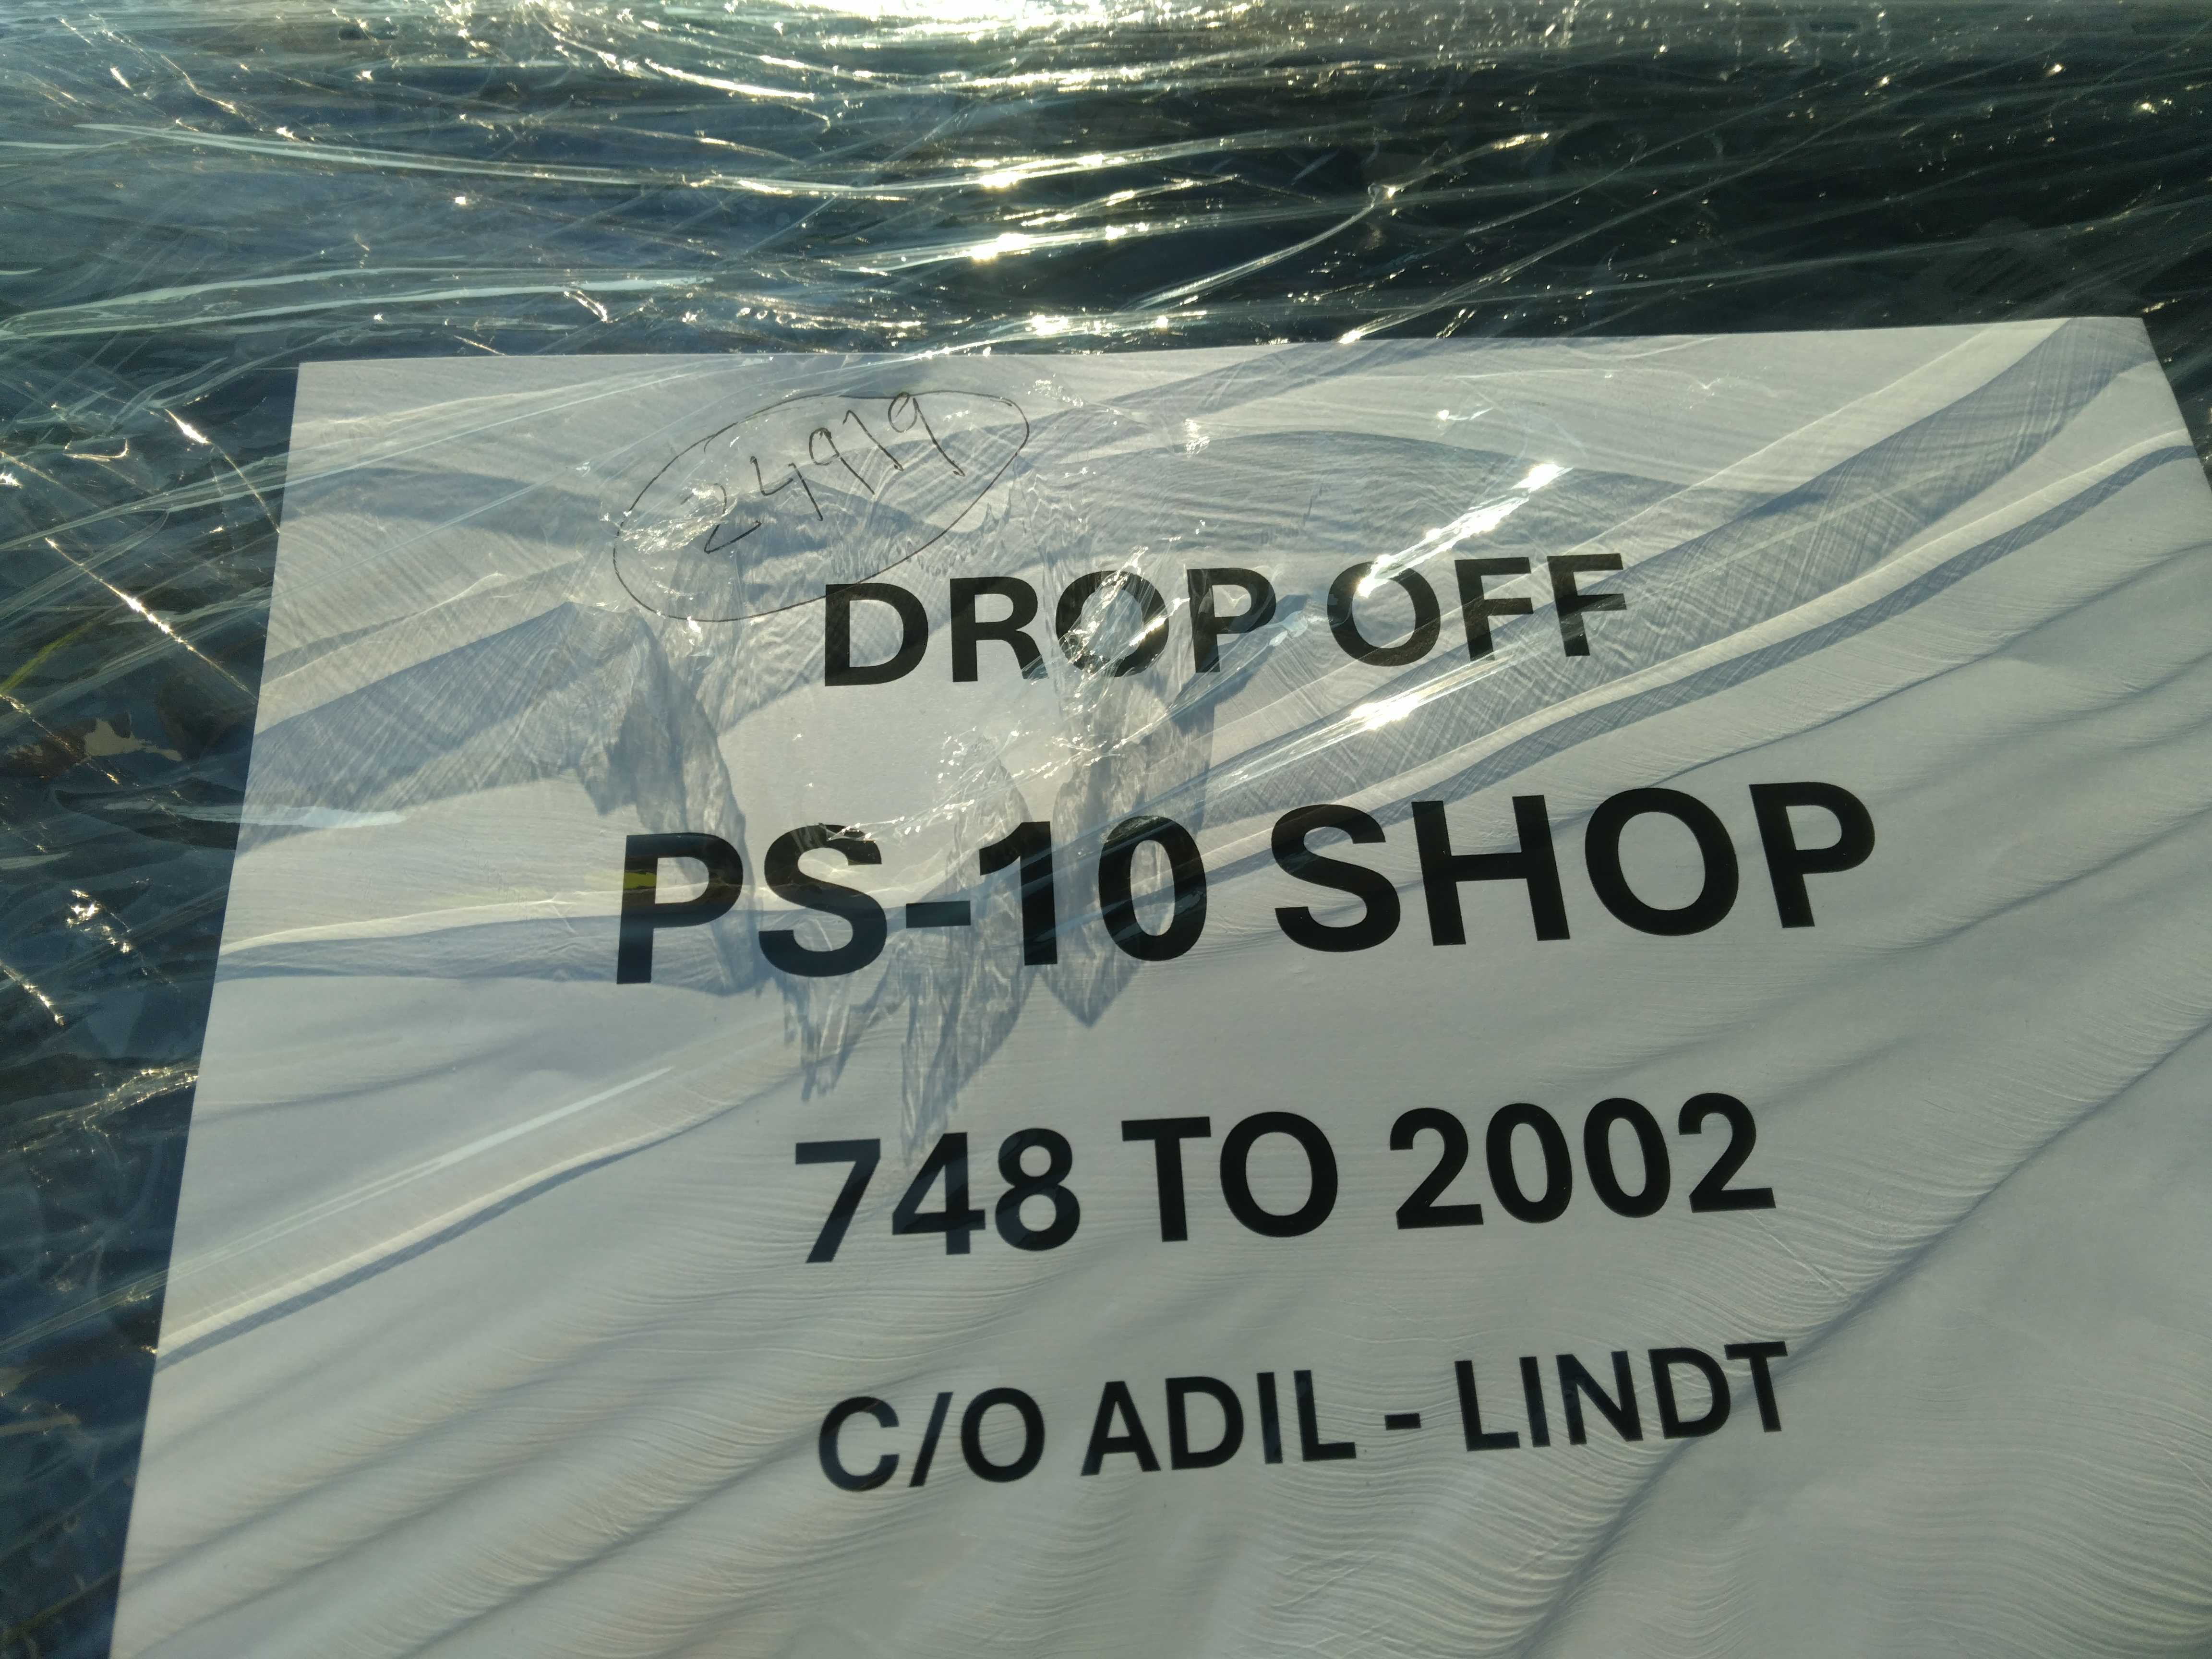 24919
DROP OFF
PS-10 SHOP
748 TO 2002
C/O ADIL - LINDT